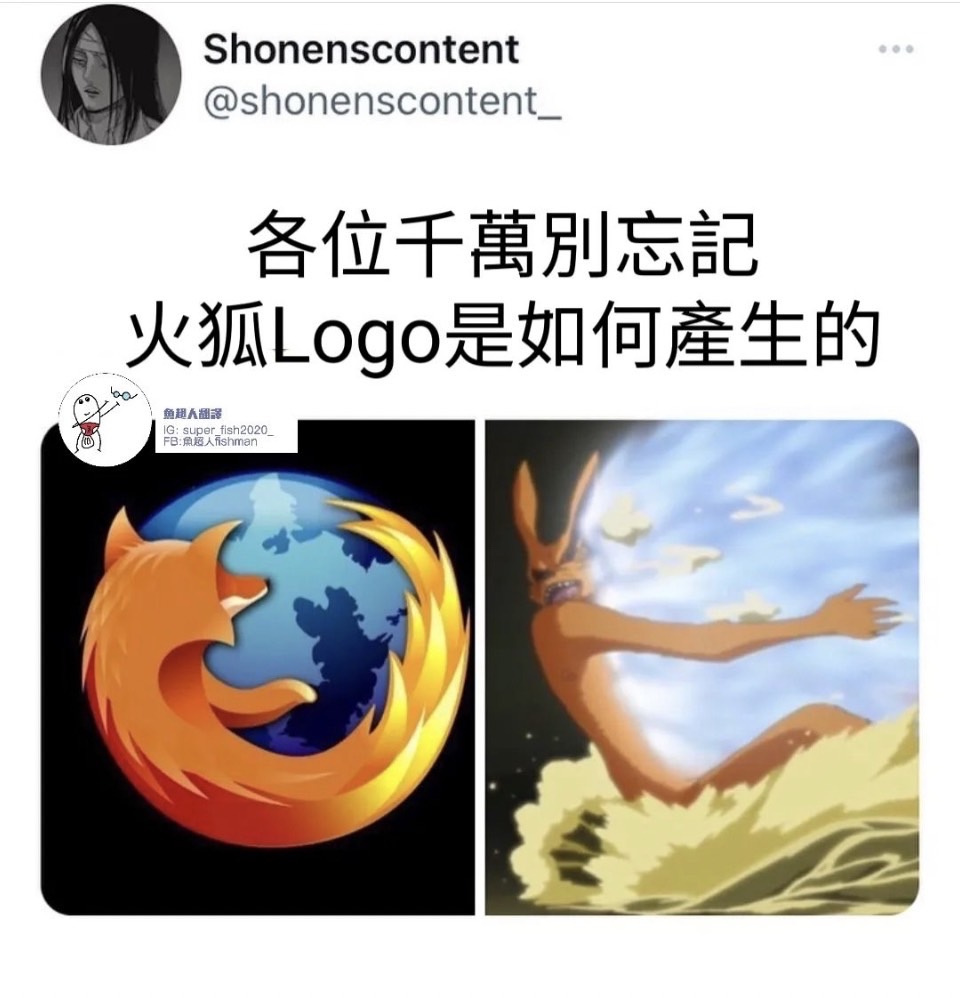 Shonenscontent
@shonenscontent_
各位千萬別忘記
火狐Logo是如何產生的
魚超人翻譯
IG: super_fish2020_
FB:魚超人fishman